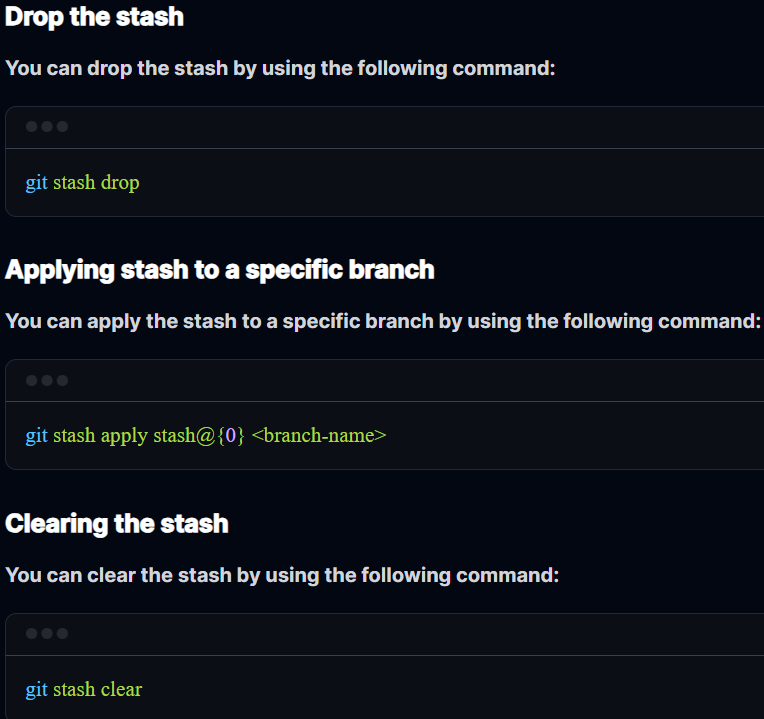 Drop the stash
You can drop the stash by using the following command:
git stash drop
Applying stash to a specific branch
You can apply the stash to a specific branch by using the following command:
git stash apply stash@{0} <branch-name>
Clearing the stash
You can clear the stash by using the following command:
git stash clear